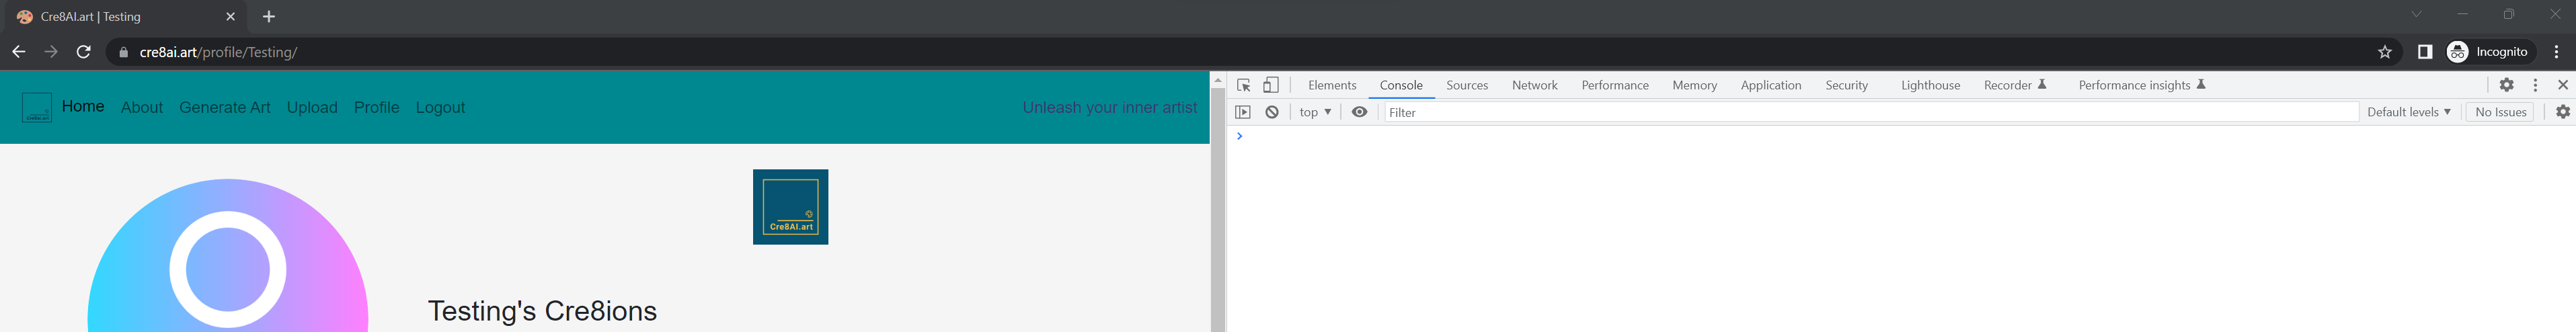 Cre8AI.art | Testing
cre8ai.art/profile/Testing/
Incognito
Home About Generate Art Upload Profile Logout Unleash your inner artist
Elements Console Sources Network Performance Memory Application Security Lighthouse Recorder Performance insights
top Filter Default levels No Issues
Cre8AI.art
Testing's Cre8ions